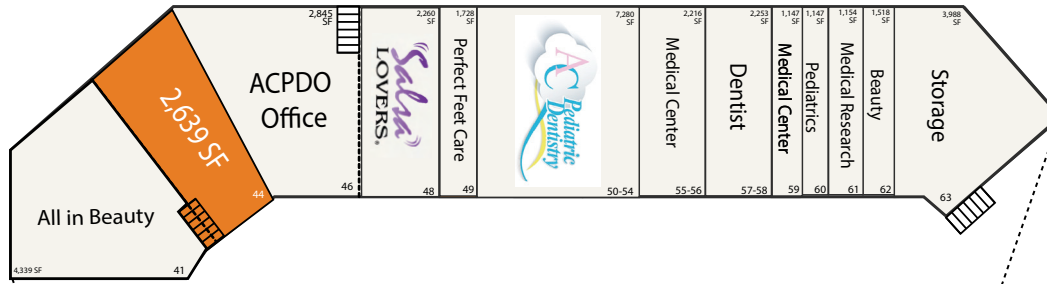 4,339 SF
All in Beauty
41
2,639 SF
44
2,845
SF
ACPDO
Office
46
2,260
SF
Salsa
LOVERS.®
48
1,728
SF
Perfect Feet Care
49
7,280
SF
AC Pediatric
Dentistry
50-54
2,216
SF
Medical Center
55-56
2,253
SF
Dentist
57-58
1,147
SF
Medical Center
59
1,147
SF
Pediatrics
60
1,154
SF
Medical Research
61
1,518
SF
Beauty
62
3,988
SF
Storage
63